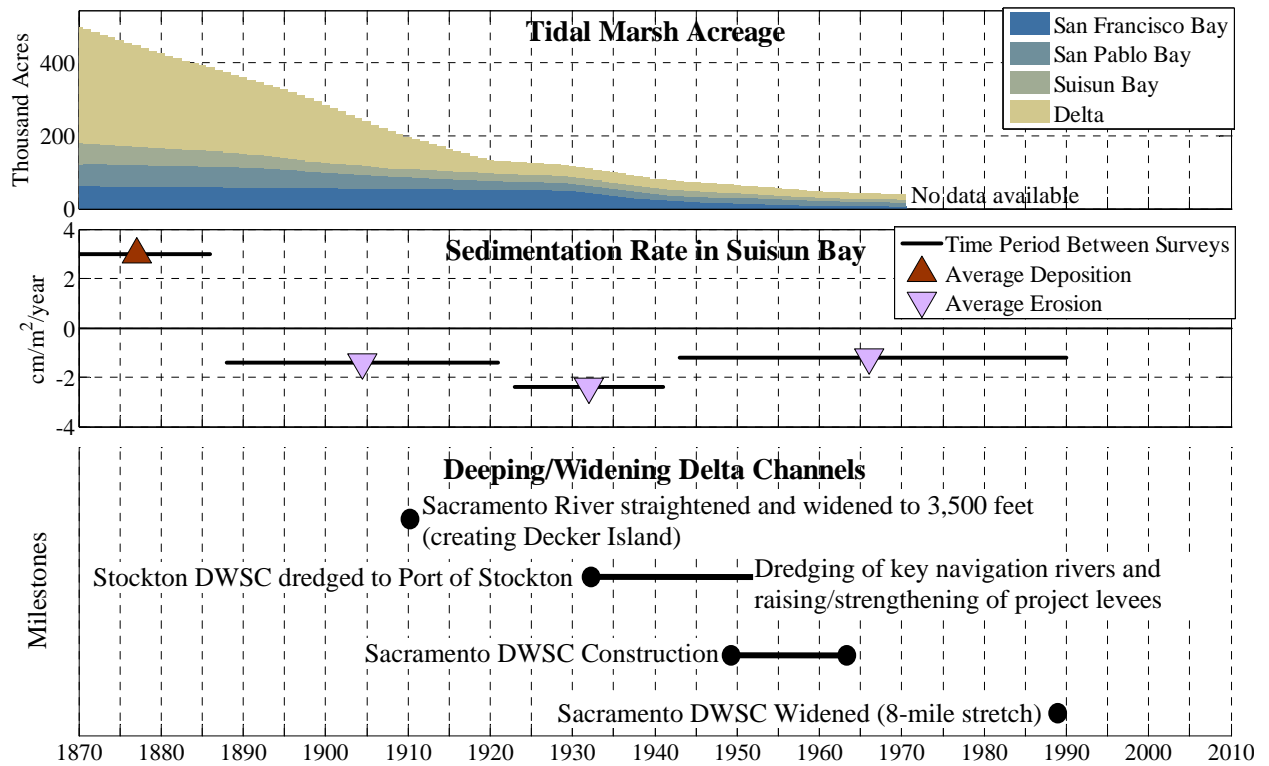 Tidal Marsh Acreage
San Francisco Bay
San Pablo Bay
Suisun Bay
Delta
Thousand Acres
400
200
0
No data available
Sedimentation Rate in Suisun Bay
Time Period Between Surveys
Average Deposition
Average Erosion
cm/m²/year
4
2
0
-2
-4
Deeping/Widening Delta Channels
Milestones
Sacramento River straightened and widened to 3,500 feet
(creating Decker Island)
Stockton DWSC dredged to Port of Stockton
Dredging of key navigation rivers and
raising/strengthening of project levees
Sacramento DWSC Construction
Sacramento DWSC Widened (8-mile stretch)
1870 1880 1890 1900 1910 1920 1930 1940 1950 1960 1970 1980 1990 2000 2010